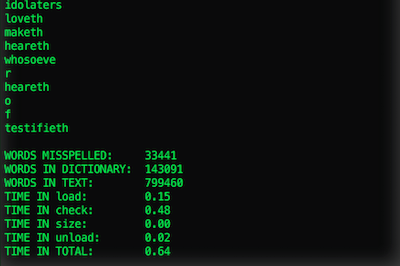 idolaters
loveth
maketh
heareth
whosoeve
r
heareth
o
f
testifieth
WORDS MISSPELLED: 33441
WORDS IN DICTIONARY: 143091
WORDS IN TEXT: 799460
TIME IN load: 0.15
TIME IN check: 0.48
TIME IN size: 0.00
TIME IN unload: 0.02
TIME IN TOTAL: 0.64